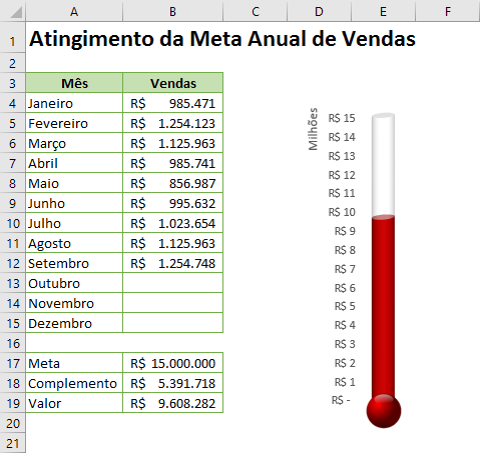 A B C D E F
1 Atingimento da Meta Anual de Vendas
2
3 Mês Vendas
4 Janeiro R$ 985.471
5 Fevereiro R$ 1.254.123
6 Março R$ 1.125.963
7 Abril R$ 985.741
8 Maio R$ 856.987
9 Junho R$ 995.632
10 Julho R$ 1.023.654
11 Agosto R$ 1.125.963
12 Setembro R$ 1.254.748
13 Outubro
14 Novembro
15 Dezembro
16
17 Meta R$ 15.000.000
18 Complemento R$ 5.391.718
19 Valor R$ 9.608.282
20
21
Milhões
R$ 15
R$ 14
R$ 13
R$ 12
R$ 11
R$ 10
R$ 9
R$ 8
R$ 7
R$ 6
R$ 5
R$ 4
R$ 3
R$ 2
R$ 1
R$ -